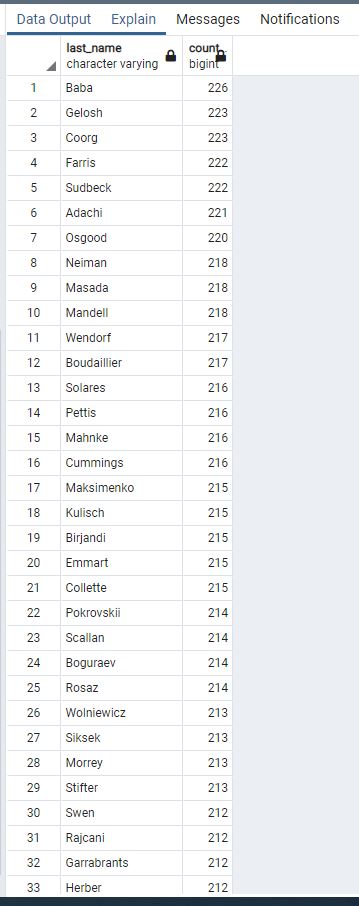 Data Output Explain Messages Notifications
last_name count
character varying bigint
1 Baba 226
2 Gelosh 223
3 Coorg 223
4 Farris 222
5 Sudbeck 222
6 Adachi 221
7 Osgood 220
8 Neiman 218
9 Masada 218
10 Mandell 218
11 Wendorf 217
12 Boudaillier 217
13 Solares 216
14 Pettis 216
15 Mahnke 216
16 Cummings 216
17 Maksimenko 215
18 Kulisch 215
19 Birjandi 215
20 Emmart 215
21 Collette 215
22 Pokrovskii 214
23 Scallan 214
24 Boguraev 214
25 Rosaz 214
26 Wolniewicz 213
27 Siksek 213
28 Morrey 213
29 Stifter 213
30 Swen 212
31 Rajcani 212
32 Garrabrants 212
33 Herber 212